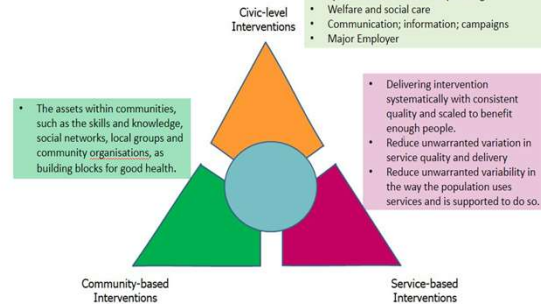 • Welfare and social care
• Communication; information; campaigns
• Major Employer
Civic-level
Interventions
• The assets within communities,
such as the skills and knowledge,
social networks, local groups and
community organisations, as
building blocks for good health.
• Delivering intervention
systematically with consistent
quality and scaled to benefit
enough people.
• Reduce unwarranted variation in
service quality and delivery
• Reduce unwarranted variability in
the way the population uses
services and is supported to do so.
Community-based
Interventions
Service-based
Interventions